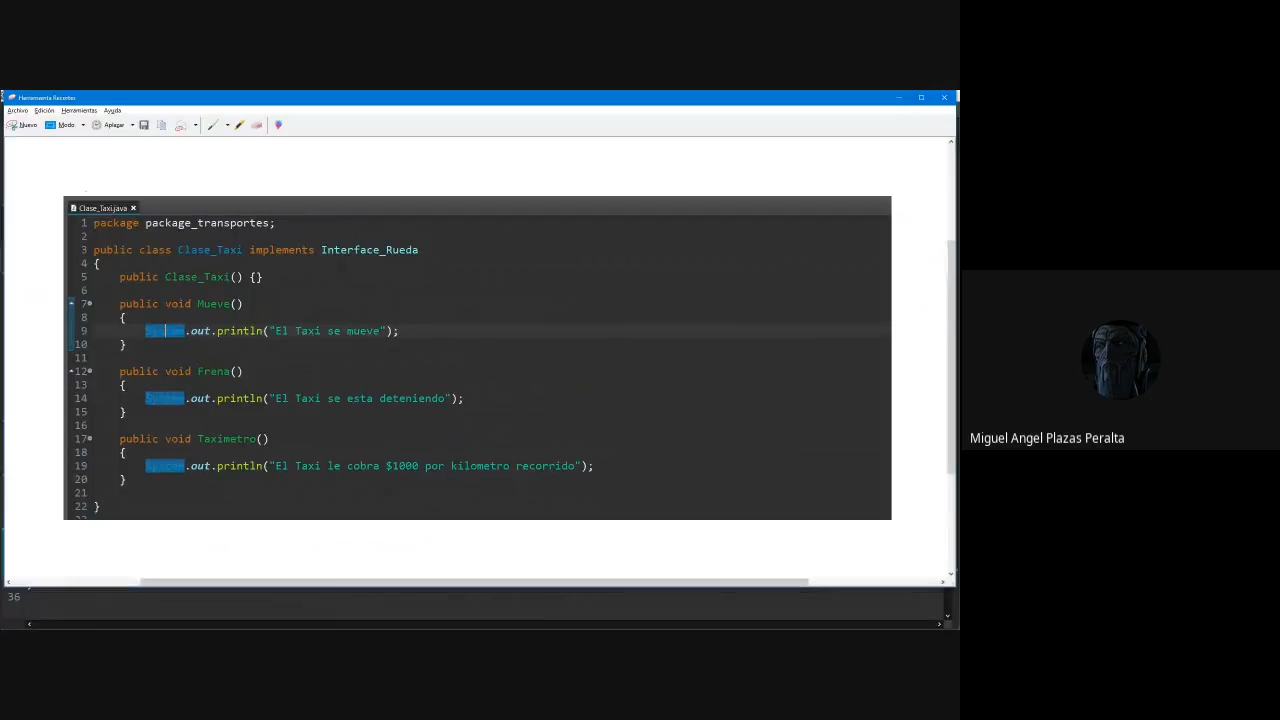 Herramienta Recortes
Archivo Edición Herramientas Ayuda
Nuevo Modo Aplazar
Clase_Taxi.java
1 package package_transportes;
2
3 public class Clase_Taxi implements Interface_Rueda
4 {
5 public Clase_Taxi() {}
6
7 public void Mueve()
8 {
9 System.out.println("El Taxi se mueve");
10 }
11
12 public void Frena()
13 {
14 System.out.println("El Taxi se esta deteniendo");
15 }
16
17 public void Taximetro()
18 {
19 System.out.println("El Taxi le cobra $1000 por kilometro recorrido");
20 }
21
22 }
36
Miguel Angel Plazas Peralta